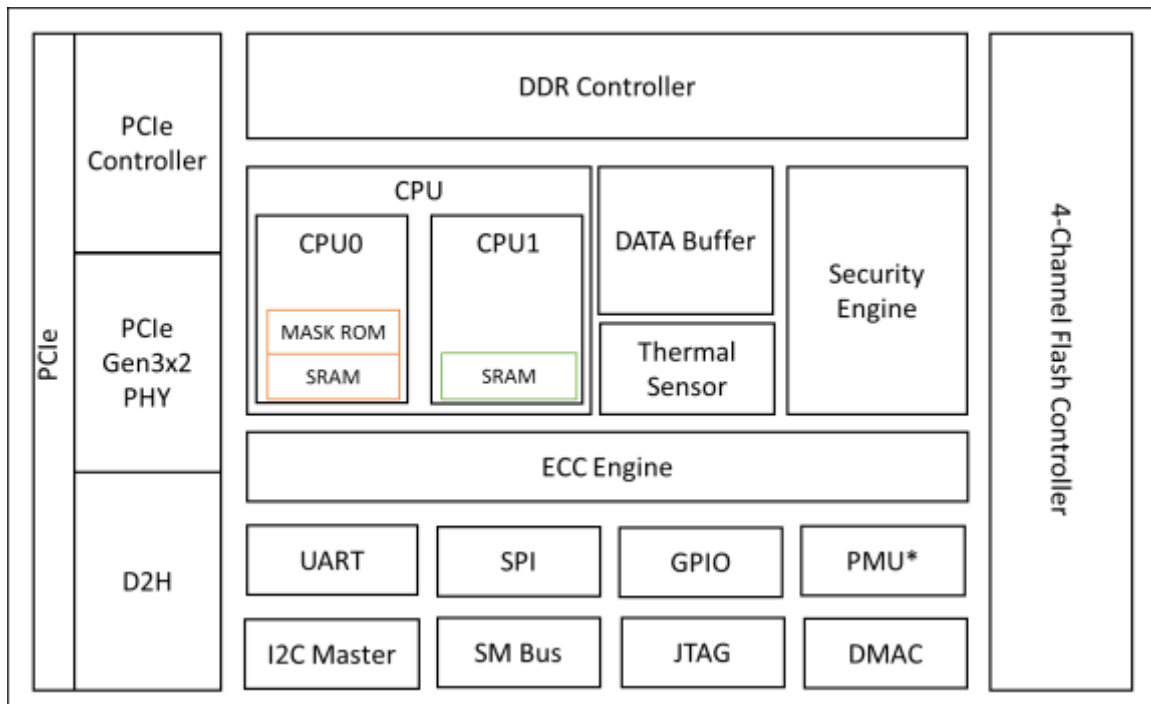 PCIe
PCIe
Controller
PCIe
Gen3x2
PHY
D2H
DDR Controller
CPU
CPU0
MASK ROM
SRAM
CPU1
SRAM
DATA Buffer
Thermal
Sensor
Security
Engine
ECC Engine
UART
SPI
GPIO
PMU*
I2C Master
SM Bus
JTAG
DMAC
4-Channel Flash Controller